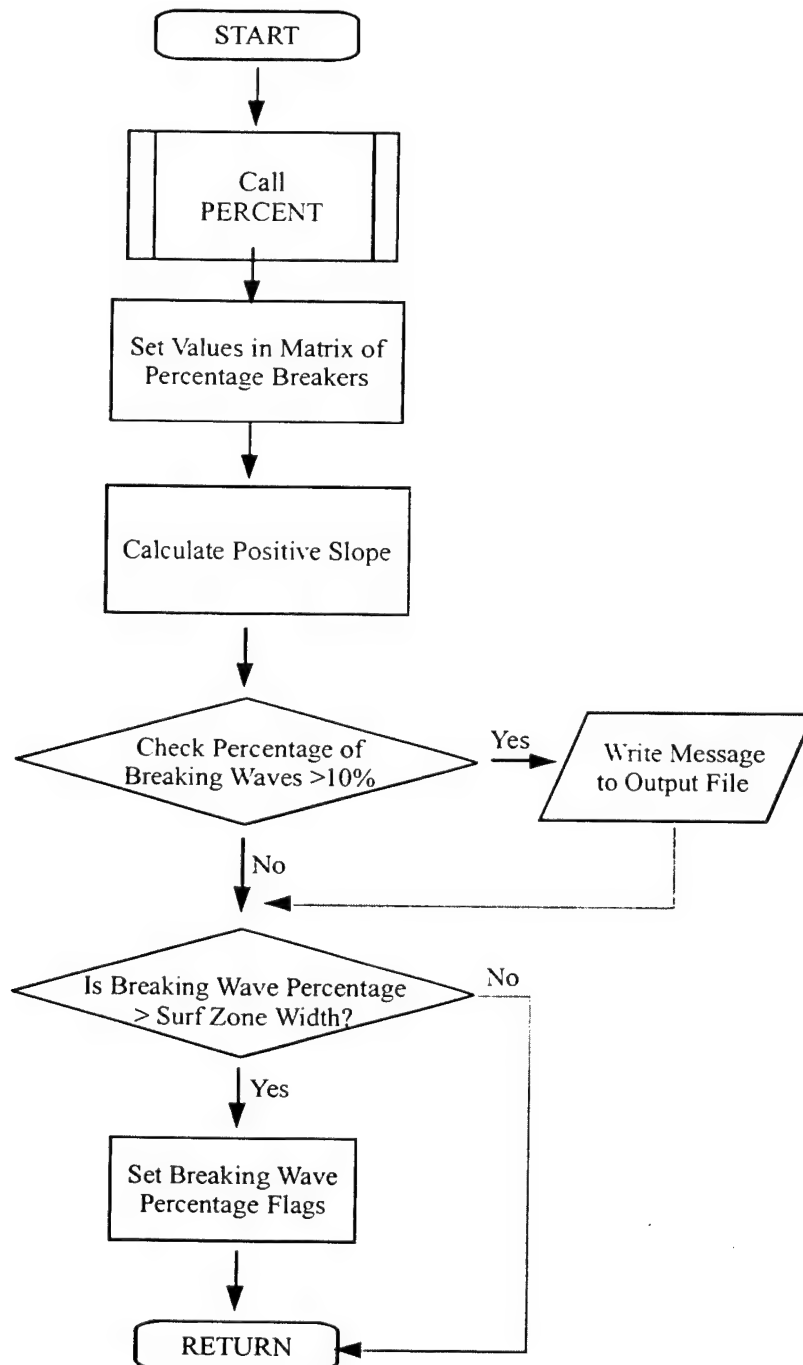 START
Call
PERCENT
Set Values in Matrix of
Percentage Breakers
Calculate Positive Slope
Check Percentage of
Breaking Waves >10%
Yes
Write Message
to Output File
No
Is Breaking Wave Percentage
> Surf Zone Width?
No
Yes
Set Breaking Wave
Percentage Flags
RETURN